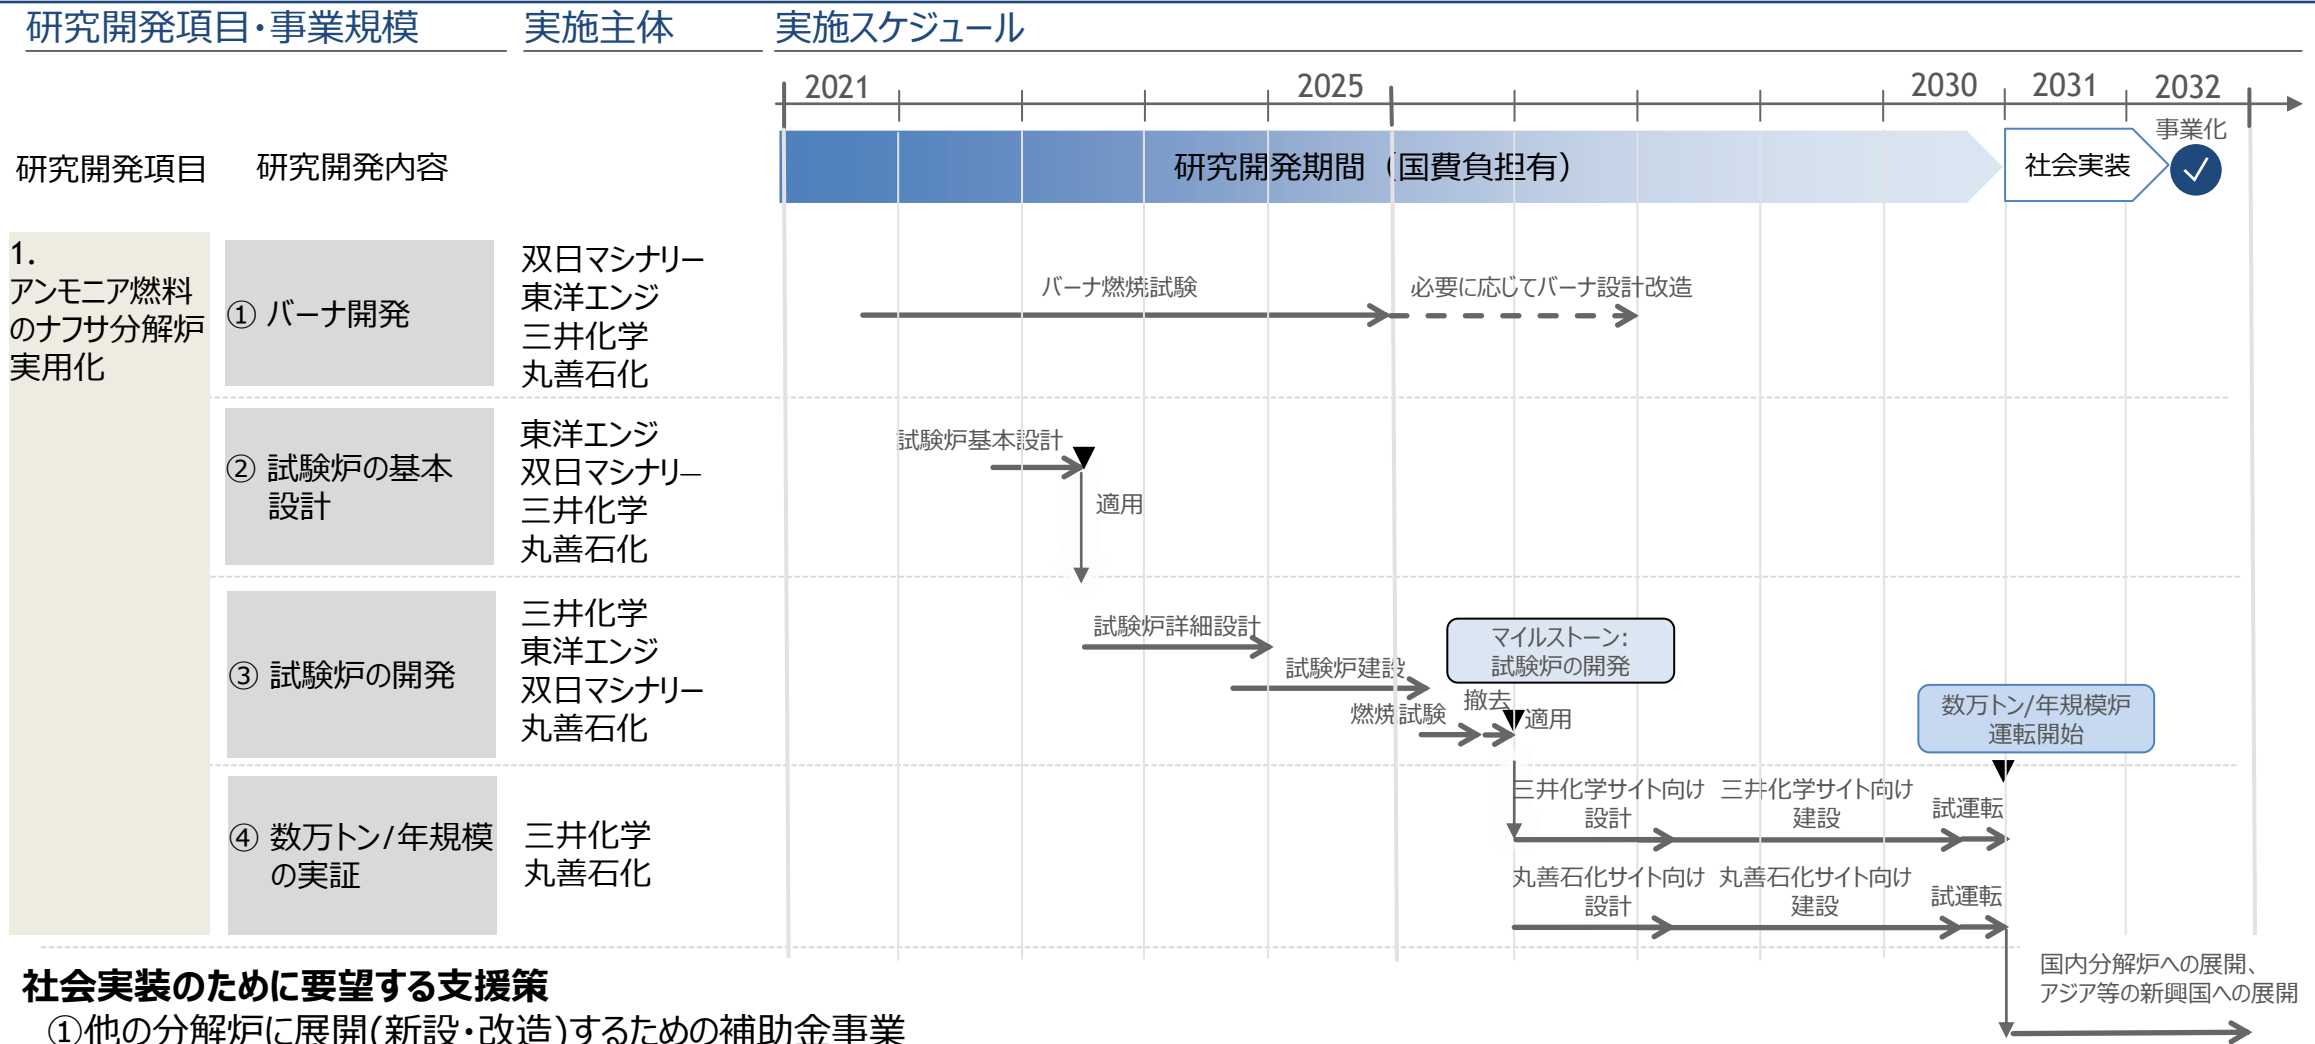 研究開発項目・事業規模
実施主体
実施スケジュール
2021
2025
2030
2031
2032
研究開発項目
研究開発内容
研究開発期間（国費負担有）
社会実装
事業化
1.
アンモニア燃料
のナフサ分解炉
実用化
① バーナ開発
双日マシナリー
東洋エンジ
三井化学
丸善石化
バーナ燃焼試験
必要に応じてバーナ設計改造
② 試験炉の基本
設計
東洋エンジ
双日マシナリー
三井化学
丸善石化
試験炉基本設計
適用
③ 試験炉の開発
三井化学
東洋エンジ
双日マシナリー
丸善石化
試験炉詳細設計
試験炉建設
燃焼試験
撤去
適用
マイルストーン:
試験炉の開発
数万トン/年規模炉
運転開始
④ 数万トン/年規模
の実証
三井化学
丸善石化
三井化学サイト向け
設計
三井化学サイト向け
建設
試運転
丸善石化サイト向け
設計
丸善石化サイト向け
建設
試運転
国内分解炉への展開、
アジア等の新興国への展開
社会実装のために要望する支援策
①他の分解炉に展開(新設・改造)するための補助金事業